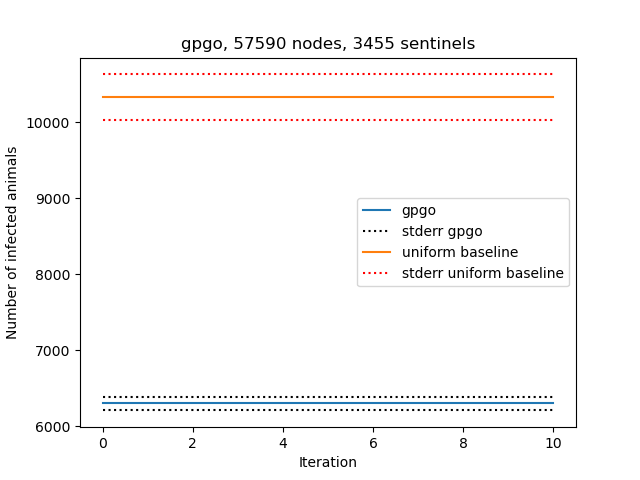 gpgo, 57590 nodes, 3455 sentinels
Number of infected animals
10000
9000
8000
7000
6000
gpgo
stderr gpgo
uniform baseline
stderr uniform baseline
0 2 4 6 8 10
Iteration